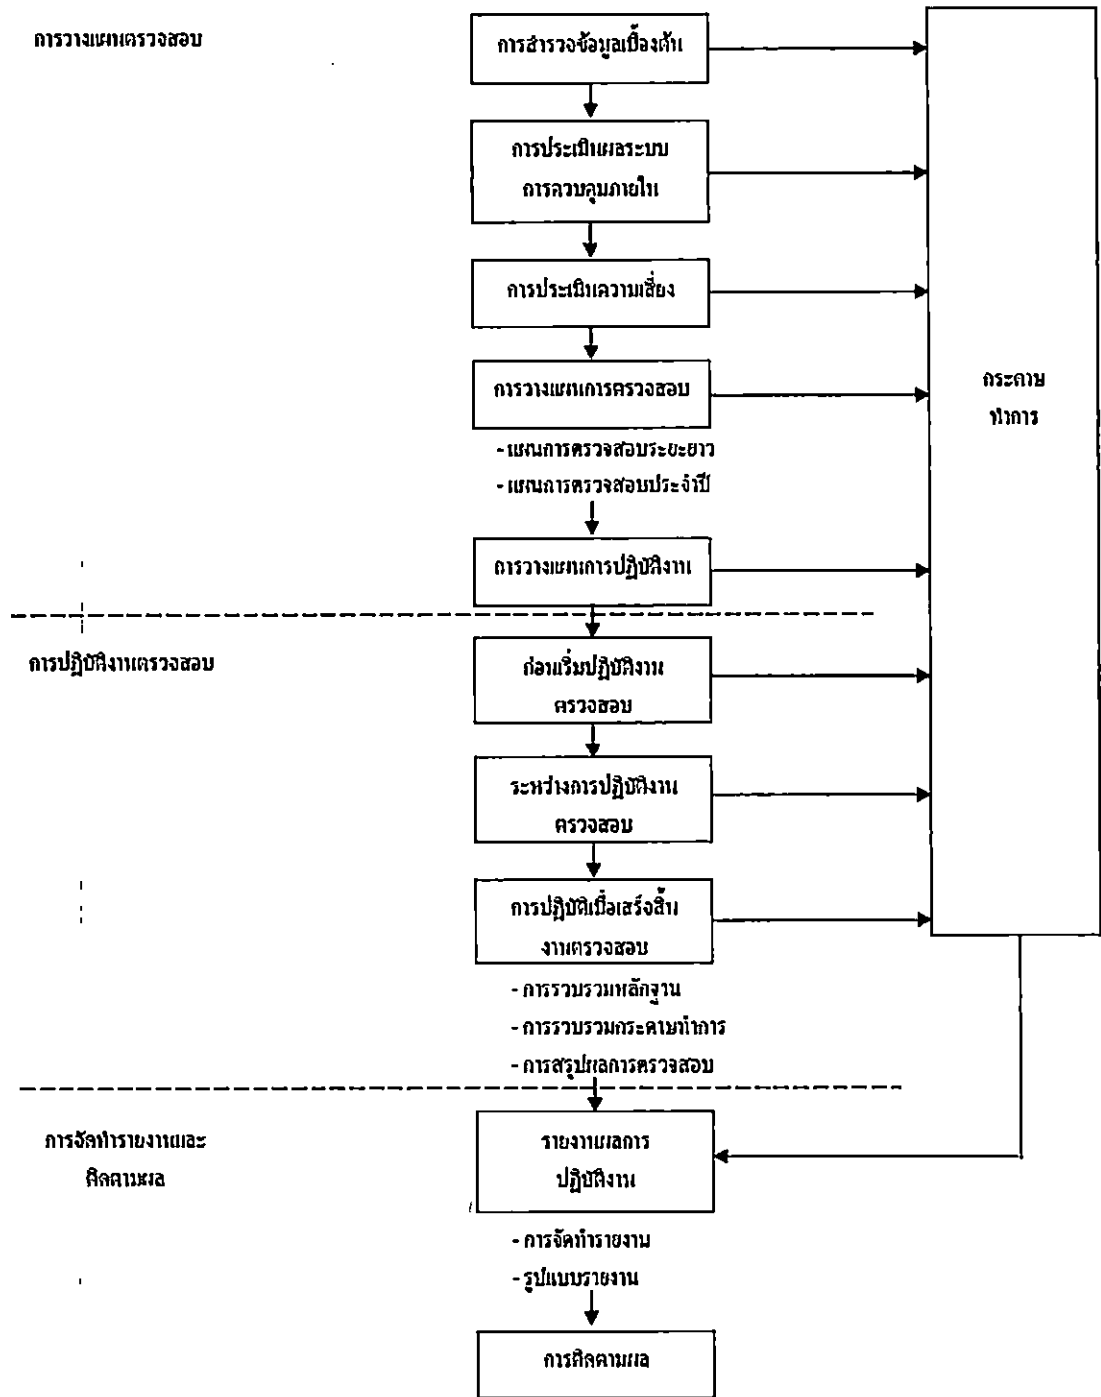 การวางแผนตรวจสอบ
การสำรวจข้อมูลเบื้องต้น
การประเมินผลระบบ
การควบคุมภายใน
การประเมินความเสี่ยง
การวางแผนการตรวจสอบ
- แผนการตรวจสอบระยะยาว
- แผนการตรวจสอบประจำปี
การวางแผนการปฏิบัติงาน
กระดาษ
ทำการ
การปฏิบัติงานตรวจสอบ
ก่อนเริ่มปฏิบัติงาน
ตรวจสอบ
ระหว่างการปฏิบัติงาน
ตรวจสอบ
การปฏิบัติเมื่อเสร็จสิ้น
งานตรวจสอบ
- การรวบรวมหลักฐาน
- การรวบรวมกระดาษทำการ
- การสรุปผลการตรวจสอบ
การจัดทำรายงานและ
ติดตามผล
รายงานผลการ
ปฏิบัติงาน
- การจัดทำรายงาน
- รูปแบบรายงาน
การติดตามผล